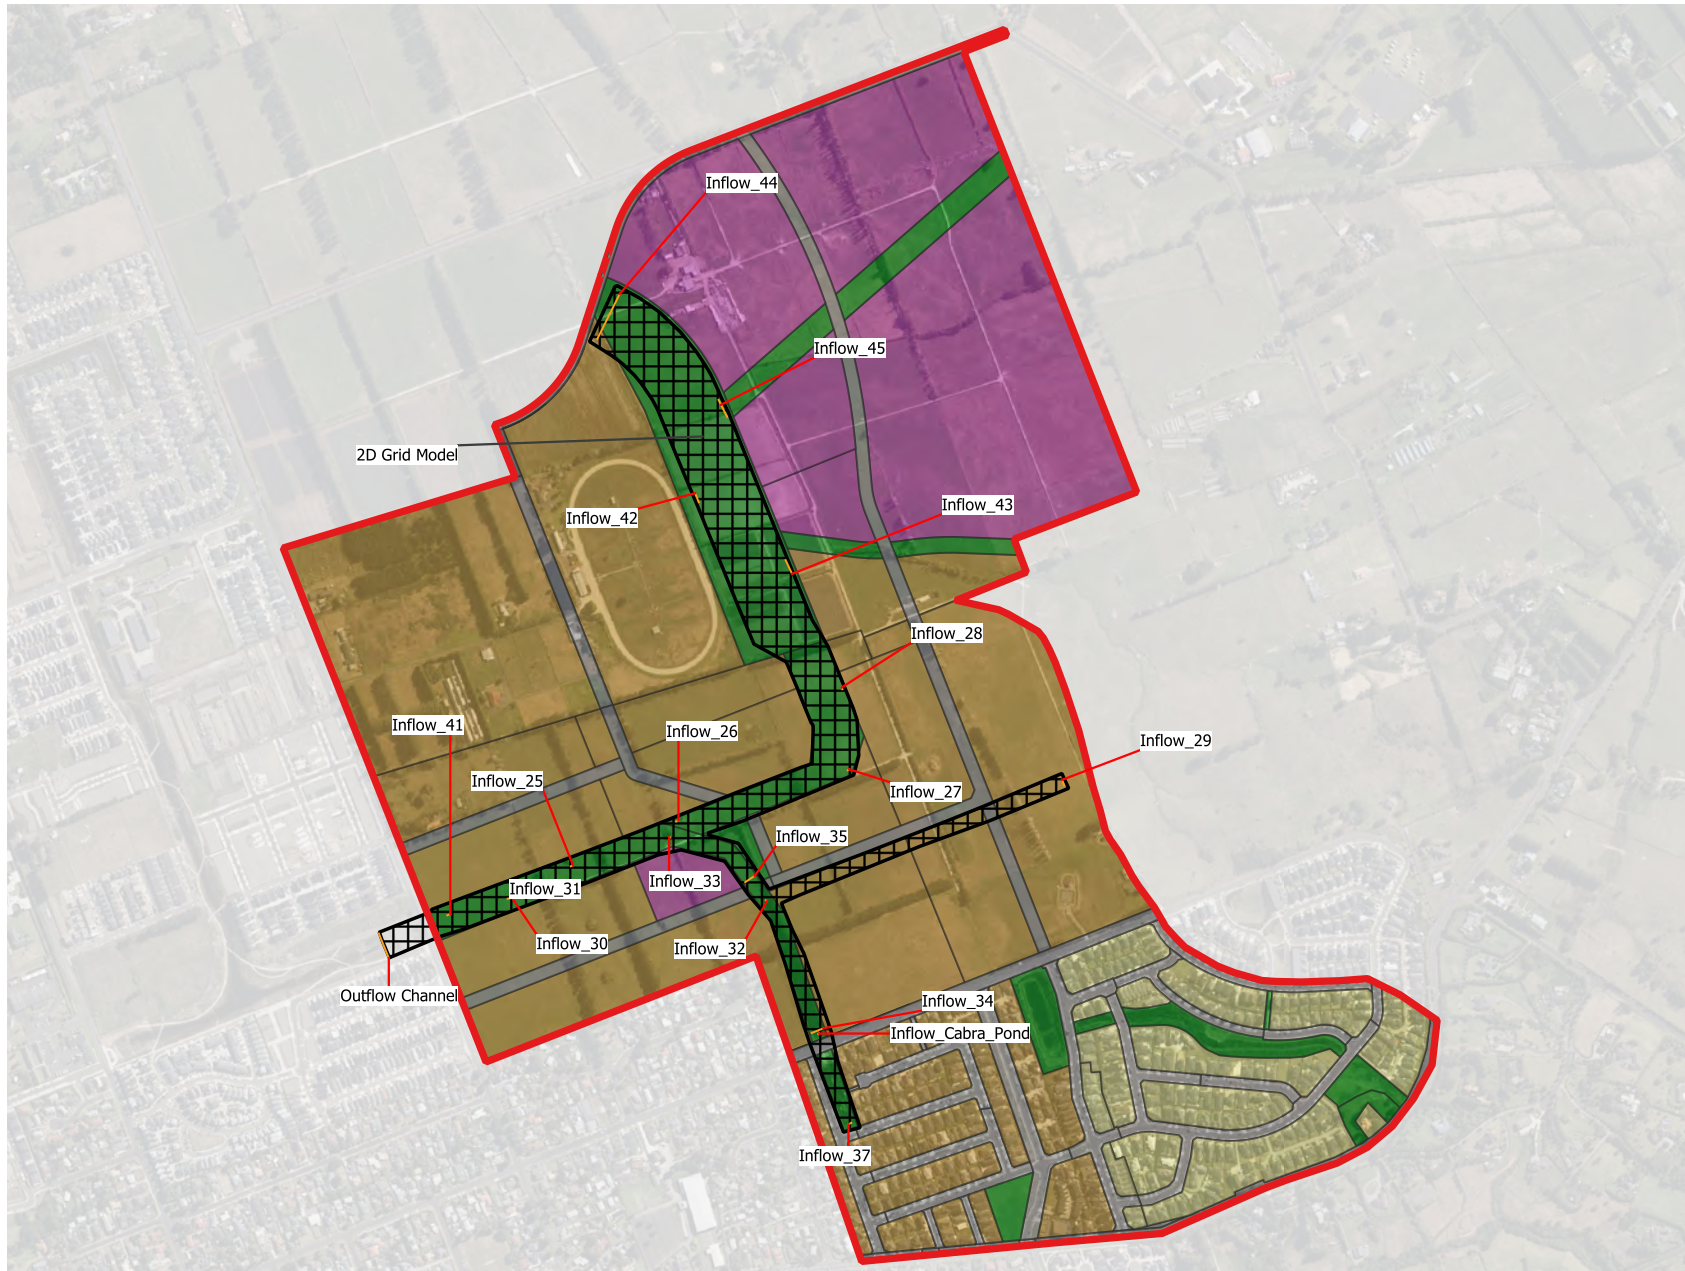 Inflow_44
Inflow_45
2D Grid Model
Inflow_43
Inflow_42
Inflow_28
Inflow_41
Inflow_26
Inflow_29
Inflow_25
Inflow_27
Inflow_35
Inflow_33
Inflow_31
Inflow_30
Inflow_32
Outflow Channel
Inflow_34
Inflow_Cabra_Pond
Inflow_37